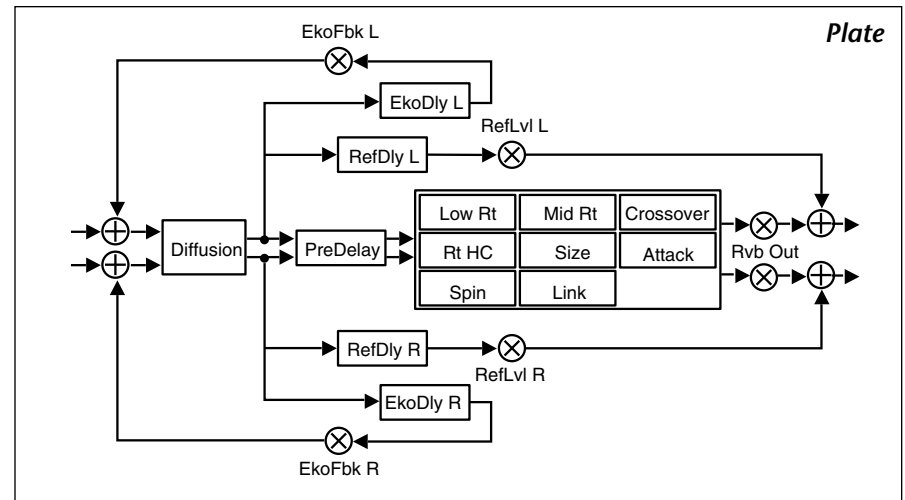 Plate
EkoFbk L
EkoDly L
RefLvl L
RefDly L
Low Rt
Mid Rt
Crossover
Diffusion
PreDelay
Rt HC
Size
Attack
Rvb Out
Spin
Link
RefDly R
RefLvl R
EkoDly R
EkoFbk R